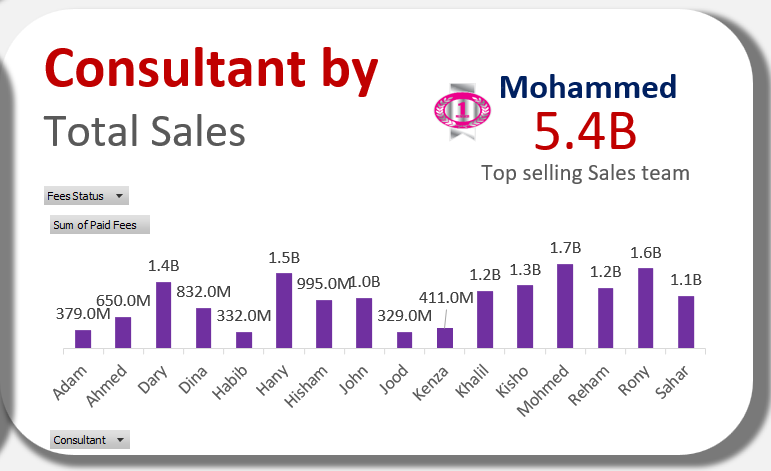 Consultant by
Total Sales
1
Mohammed
5.4B
Top selling Sales team
Fees Status
Sum of Paid Fees
379.0M
650.0M
1.4B
832.0M
332.0M
1.5B
995.0M
1.0B
329.0M
411.0M
1.2B
1.3B
1.7B
1.2B
1.6B
1.1B
Adam
Ahmed
Dary
Dina
Habib
Hany
Hisham
John
Jood
Kenza
Khalil
Kisho
Mohmed
Reham
Rony
Sahar
Consultant